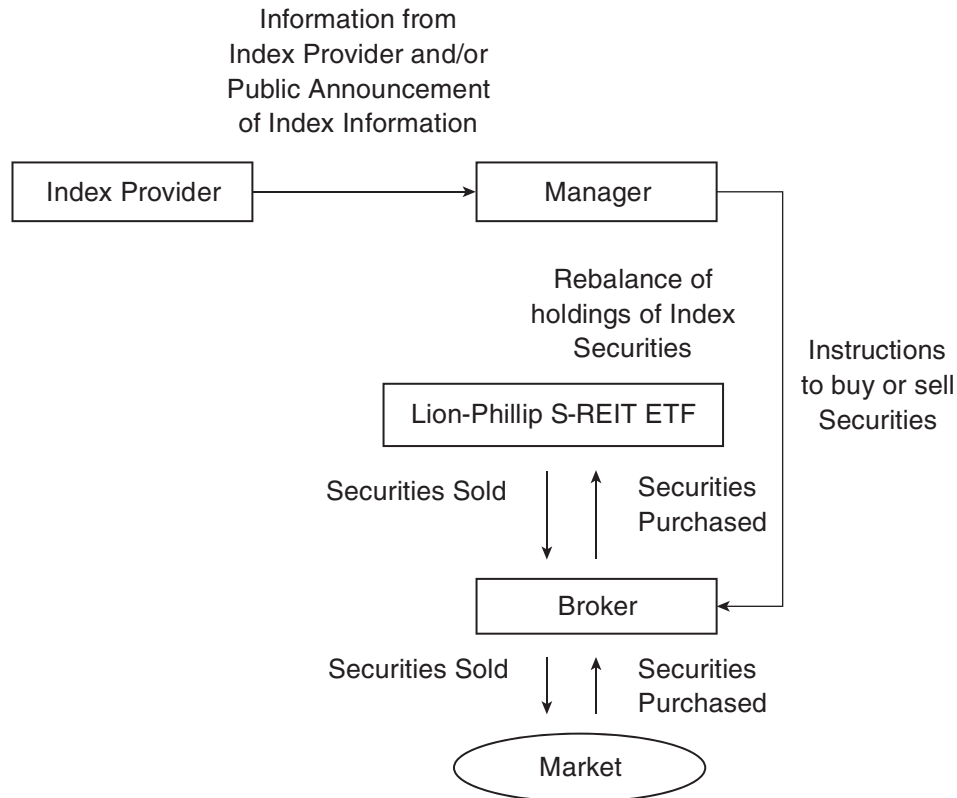 Information from
Index Provider and/or
Public Announcement
of Index Information
Index Provider
Manager
Rebalance of
holdings of Index
Securities
Instructions
to buy or sell
Securities
Lion-Phillip S-REIT ETF
Securities Sold
Securities
Purchased
Broker
Securities Sold
Securities
Purchased
Market